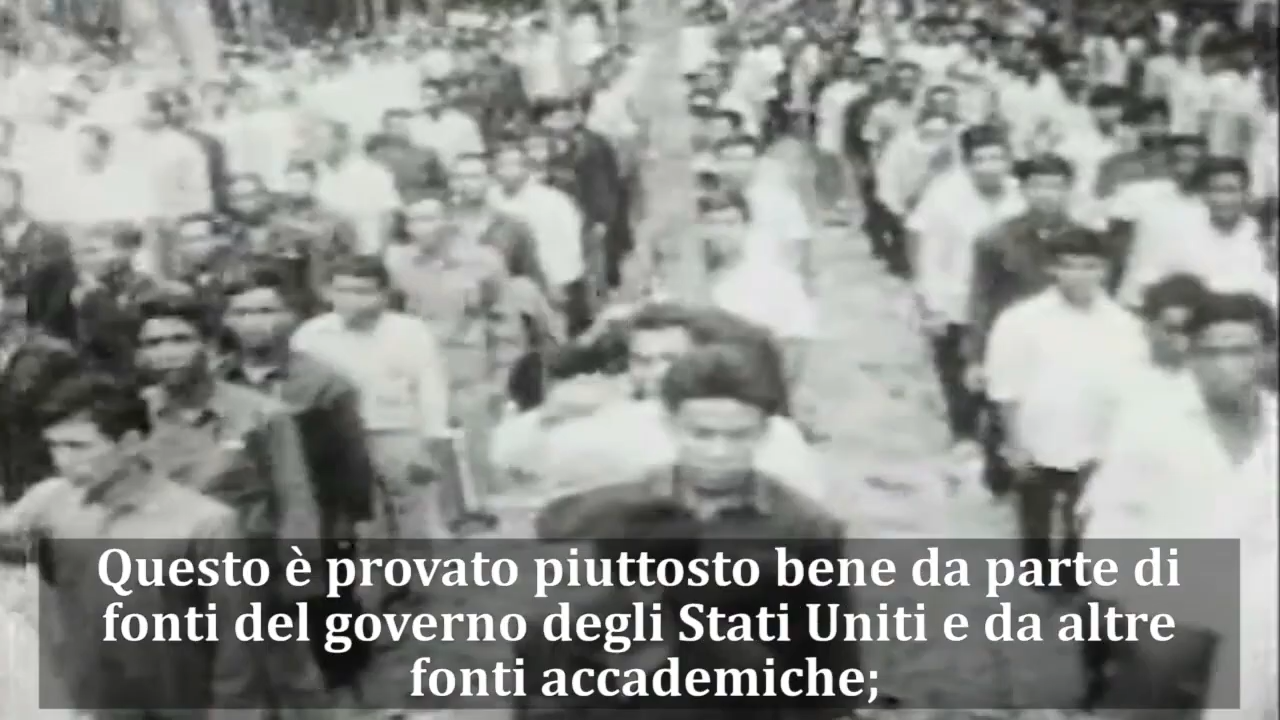 Questo è provato piuttosto bene da parte di
fonti del governo degli Stati Uniti e da altre
fonti accademiche;